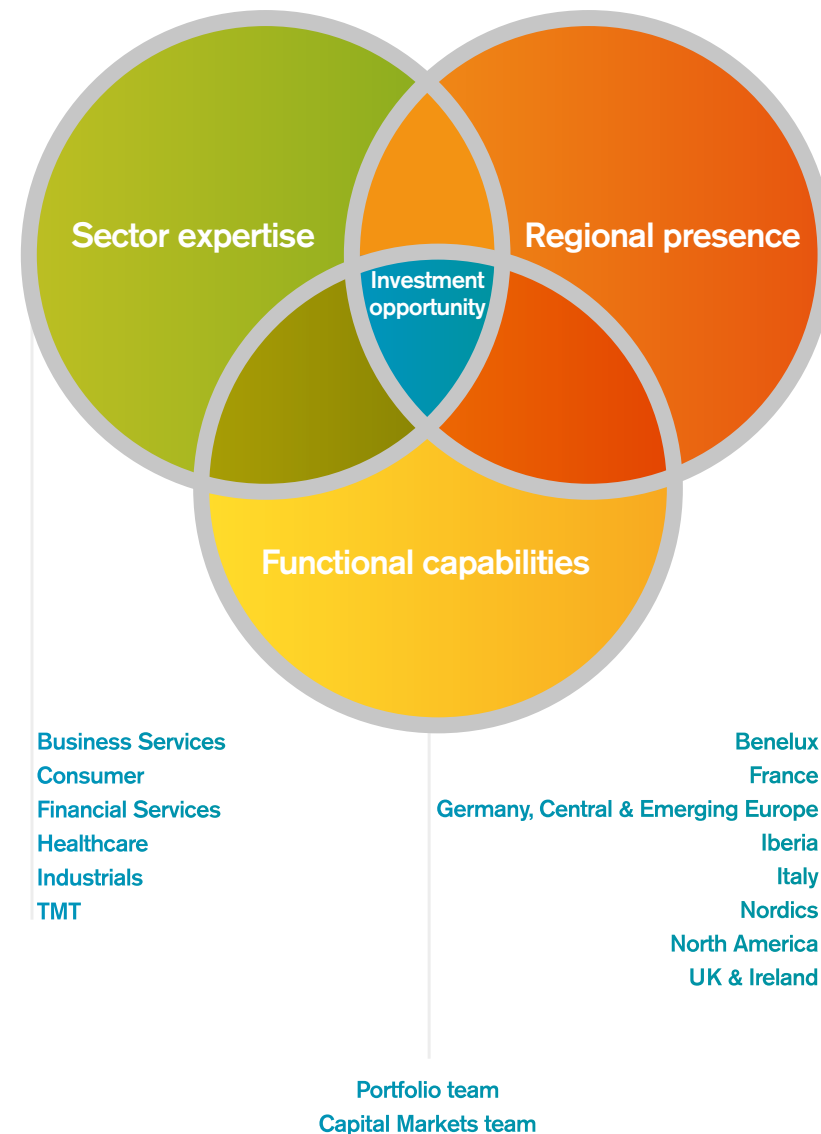 Sector expertise
Regional presence
Investment
opportunity
Functional capabilities
Business Services
Consumer
Financial Services
Healthcare
Industrials
TMT
Benelux
France
Germany, Central & Emerging Europe
Iberia
Italy
Nordics
North America
UK & Ireland
Portfolio team
Capital Markets team